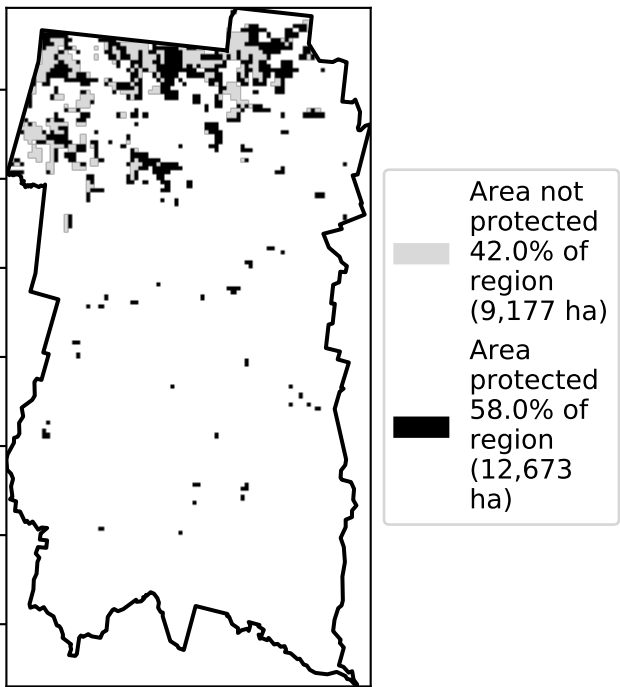 Area not
protected
42.0% of
region
(9,177 ha)
Area
protected
58.0% of
region
(12,673
ha)